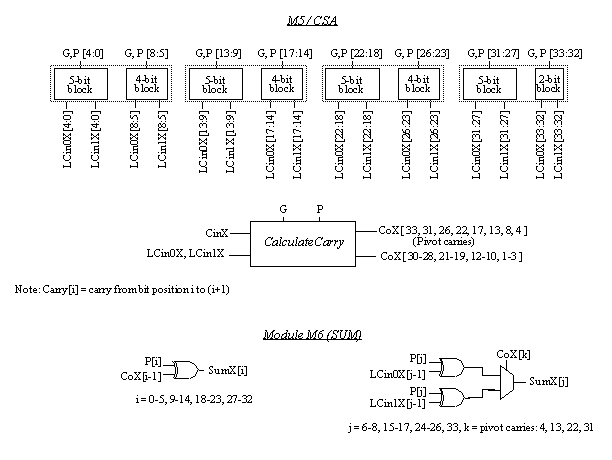 M5 / CSA
G,P [4:0] G,P [8:5] G,P [13:9] G,P [17:14] G,P [22:18] G,P [26:23] G,P [31:27] G,P [33:32]
5-bit block 4-bit block 5-bit block 4-bit block 5-bit block 4-bit block 5-bit block 2-bit block
LCin0X [4:0] LCin1X [4:0] LCin0X [8:5] LCin1X [8:5] LCin0X [13:9] LCin1X [13:9] LCin0X [17:14] LCin1X [17:14] LCin0X [22:18] LCin1X [22:18] LCin0X [26:23] LCin1X [26:23] LCin0X [31:27] LCin1X [31:27] LCin0X [33:32] LCin1X [33:32]
G P
CinX
LCin0X, LCin1X
CalculateCarry
CoX [ 33, 31, 26, 22, 17, 13, 8, 4 ]
(Pivot carries)
CoX [ 30-28, 21-19, 12-10, 1-3 ]
Note: Carry[i] = carry from bit position i to (i+1)
Module M6 (SUM)
P[i]
CoX[i-1]
SumX[i]
i = 0-5, 9-14, 18-23, 27-32
CoX[k]
P[j]
LCin0X[j-1]
P[j]
LCin1X[j-1]
SumX[j]
j = 6-8, 15-17, 24-26, 33, k = pivot carries: 4, 13, 22, 31